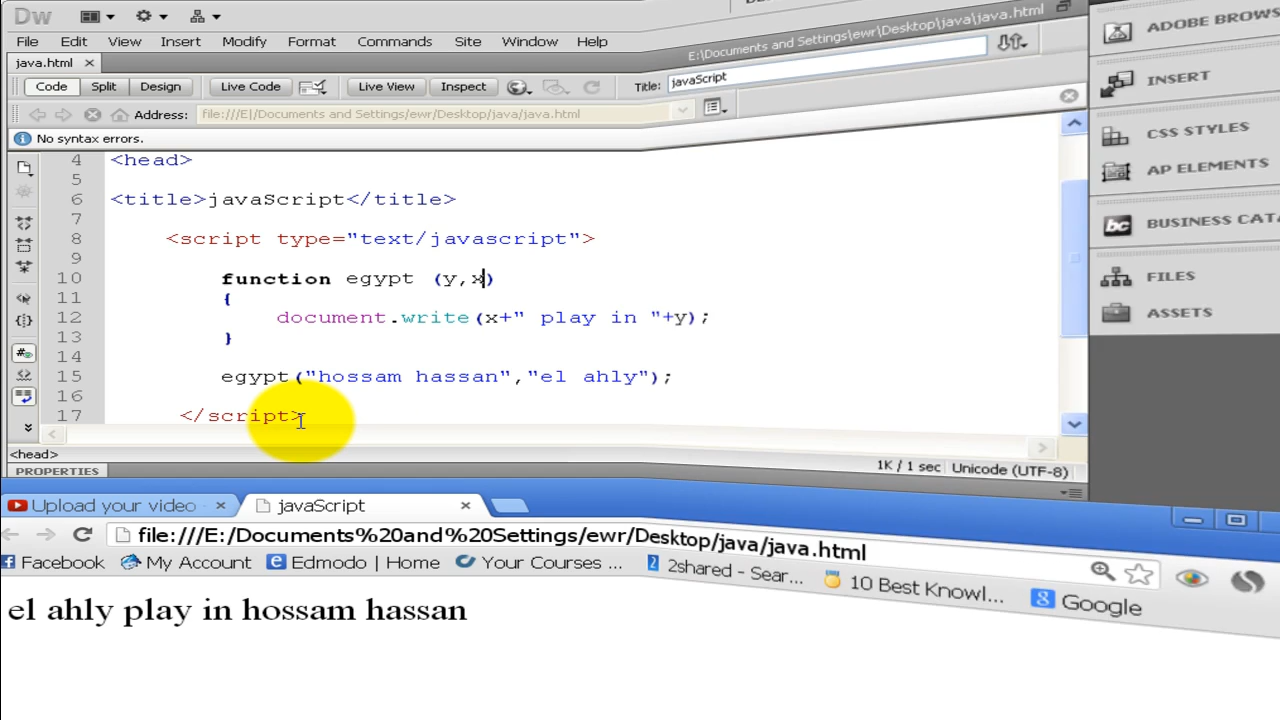 Dw
File Edit View Insert Modify Format Commands Site Window Help
E:\Documents and Settings\ewr\Desktop\java\java.html
java.html
Code Split Design Live Code Live View Inspect Title: javaScript
Address: file:///E|/Documents and Settings/ewr/Desktop/java/java.html
No syntax errors.
4 <head>
5
6 <title>javaScript</title>
7
8 <script type="text/javascript">
9
10 function egypt (y,x)
11 {
12 document.write(x+" play in "+y);
13 }
14
15 egypt("hossam hassan","el ahly");
16
17 </script>
<head>
1K / 1 sec Unicode (UTF-8)
PROPERTIES
ADOBE BROWS
INSERT
CSS STYLES
AP ELEMENTS
BUSINESS CATA
bc
FILES
ASSETS
Upload your video javaScript
file:///E:/Documents%20and%20Settings/ewr/Desktop/java/java.html
Facebook My Account Edmodo | Home Your Courses ... 2shared - Sear... 10 Best Knowl... Google
el ahly play in hossam hassan